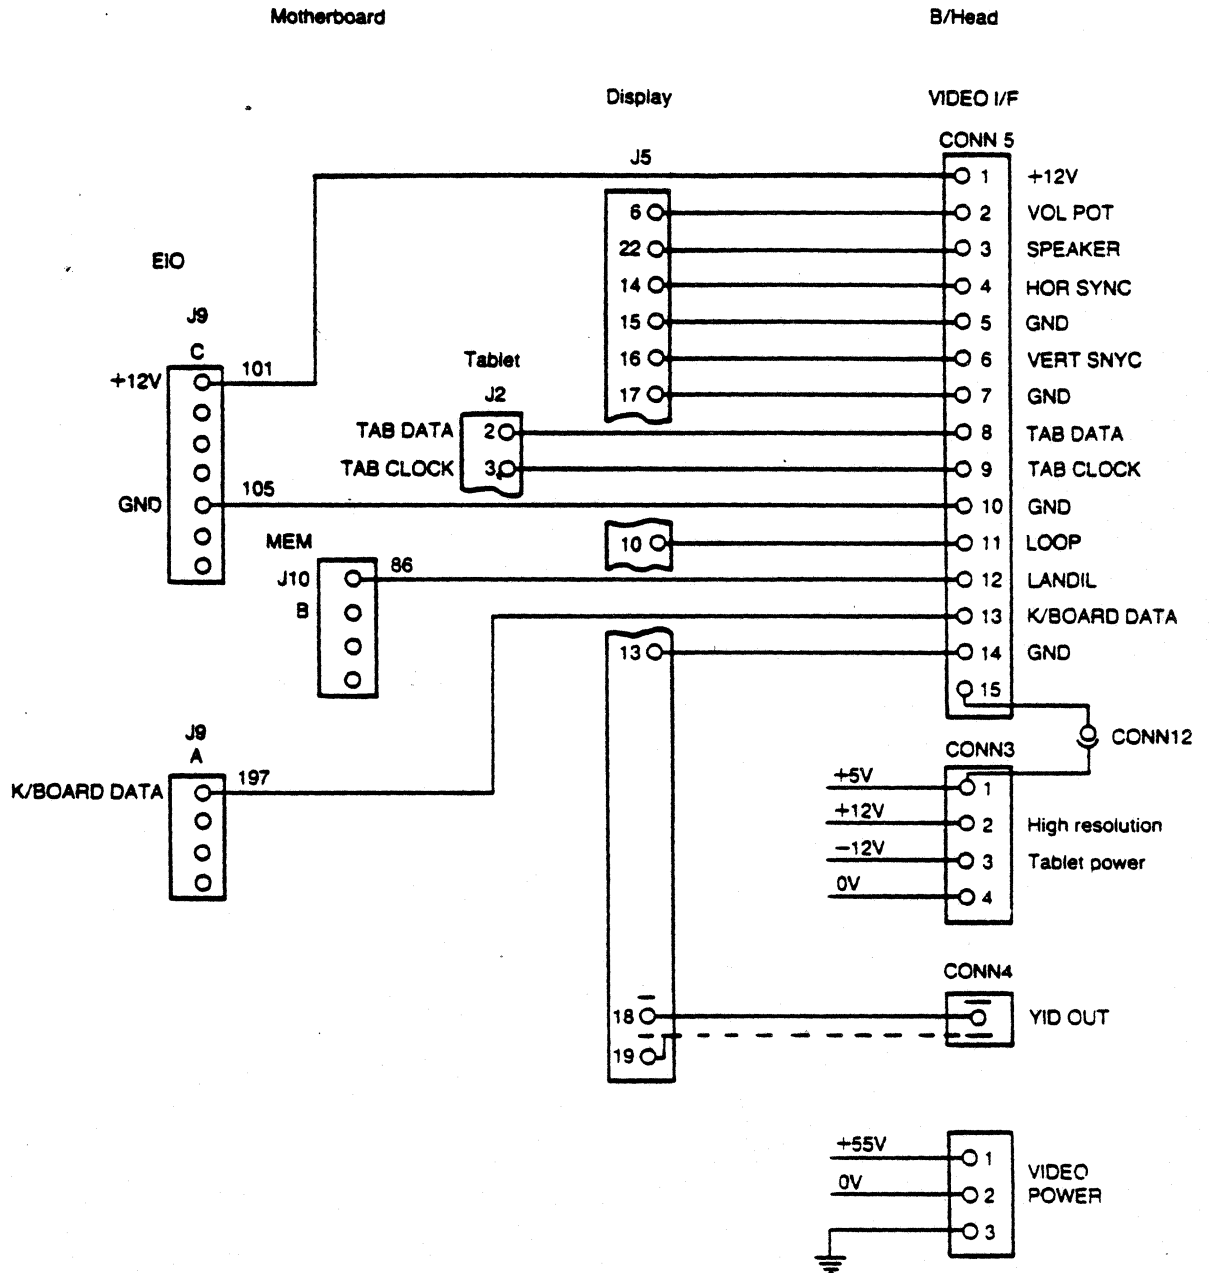 Motherboard B/Head
Display VIDEO I/F
CONN 5
J5
1 +12V
6 2 VOL POT
22 3 SPEAKER
EIO
14 4 HOR SYNC
J9
15 5 GND
C
Tablet 16 6 VERT SNYC
+12V 101
J2 17 7 GND
TAB DATA 2 8 TAB DATA
TAB CLOCK 3 9 TAB CLOCK
GND 105 10 GND
MEM 10 11 LOOP
J10 86 12 LANDIL
B
13 K/BOARD DATA
13 14 GND
15
J9
A
CONN12
CONN3
K/BOARD DATA 197 +5V 1
+12V 2 High resolution
-12V 3 Tablet power
0V 4
CONN4
18 YID OUT
19
+55V 1 VIDEO
0V 2 POWER
3